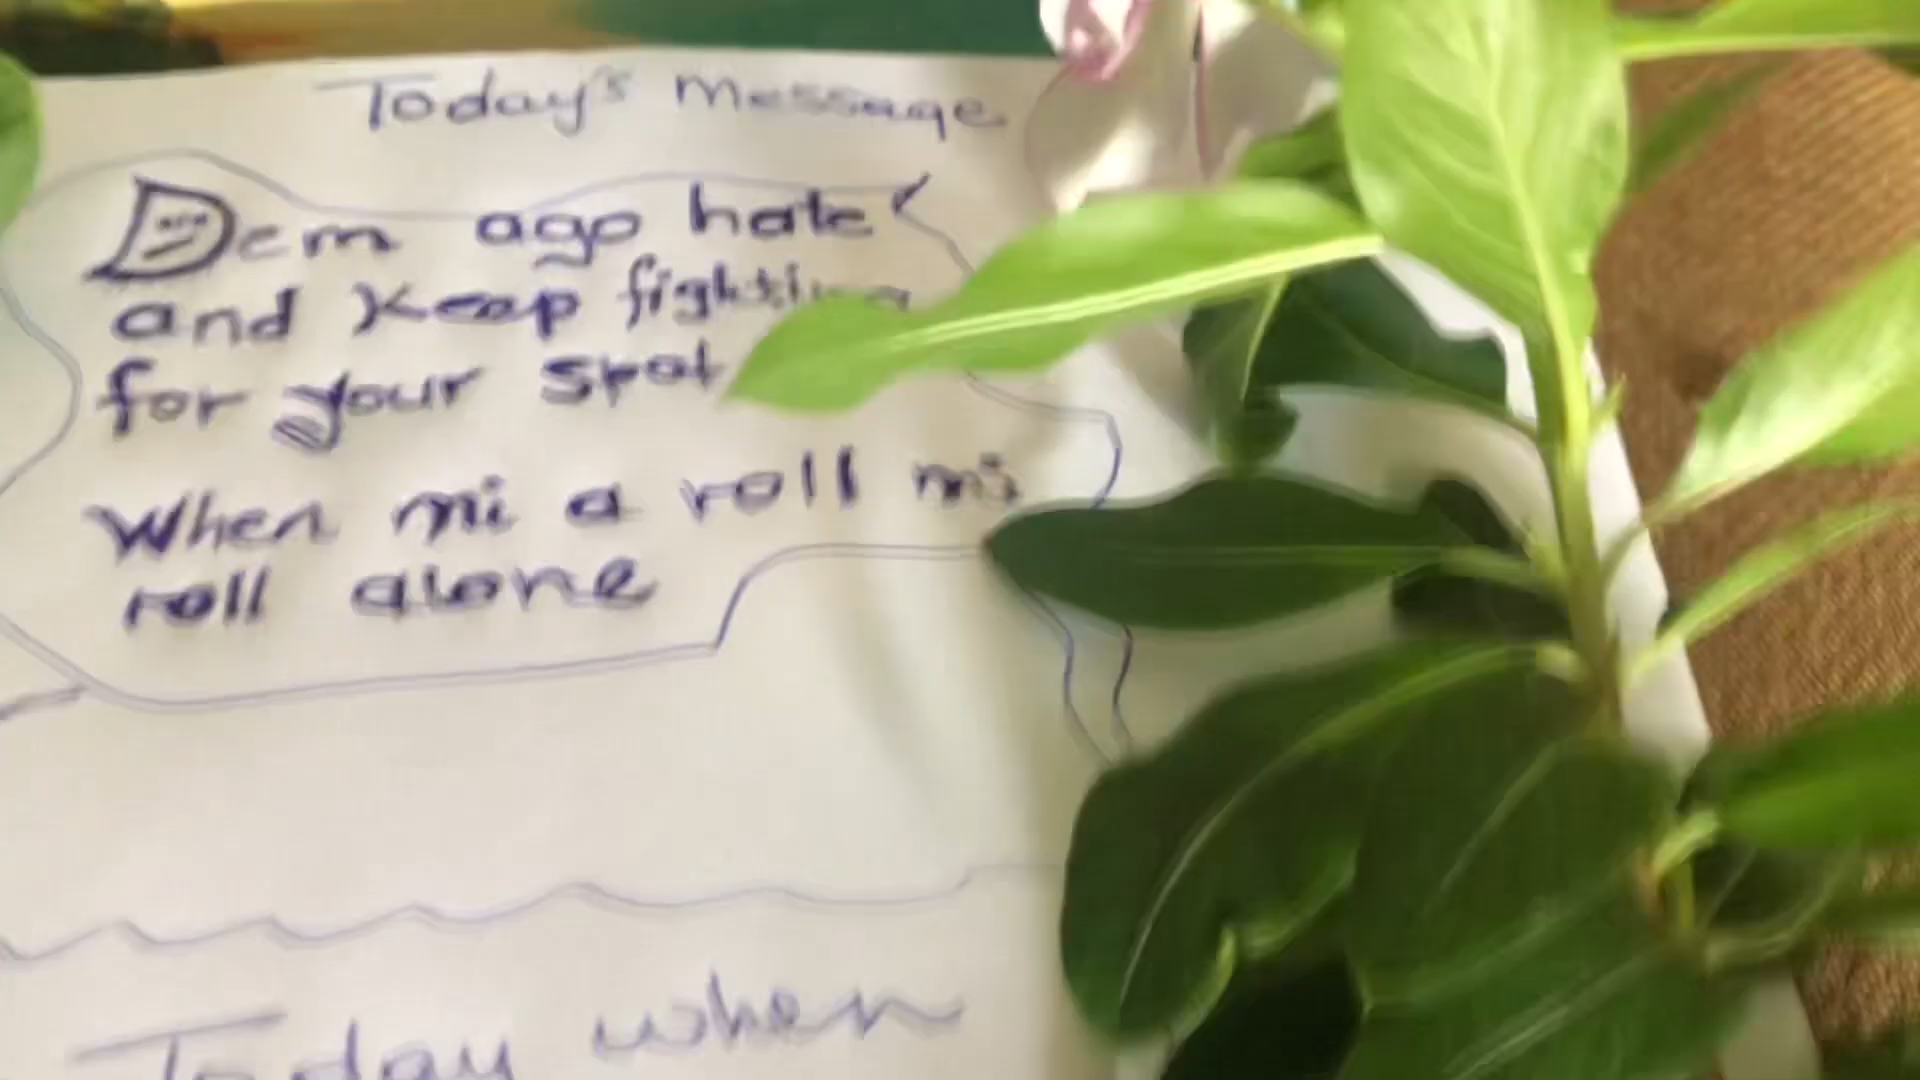 Today's Message
Dem ago hate
and Keep fighting
for your spot
When mi a roll mi
roll alone
Today when